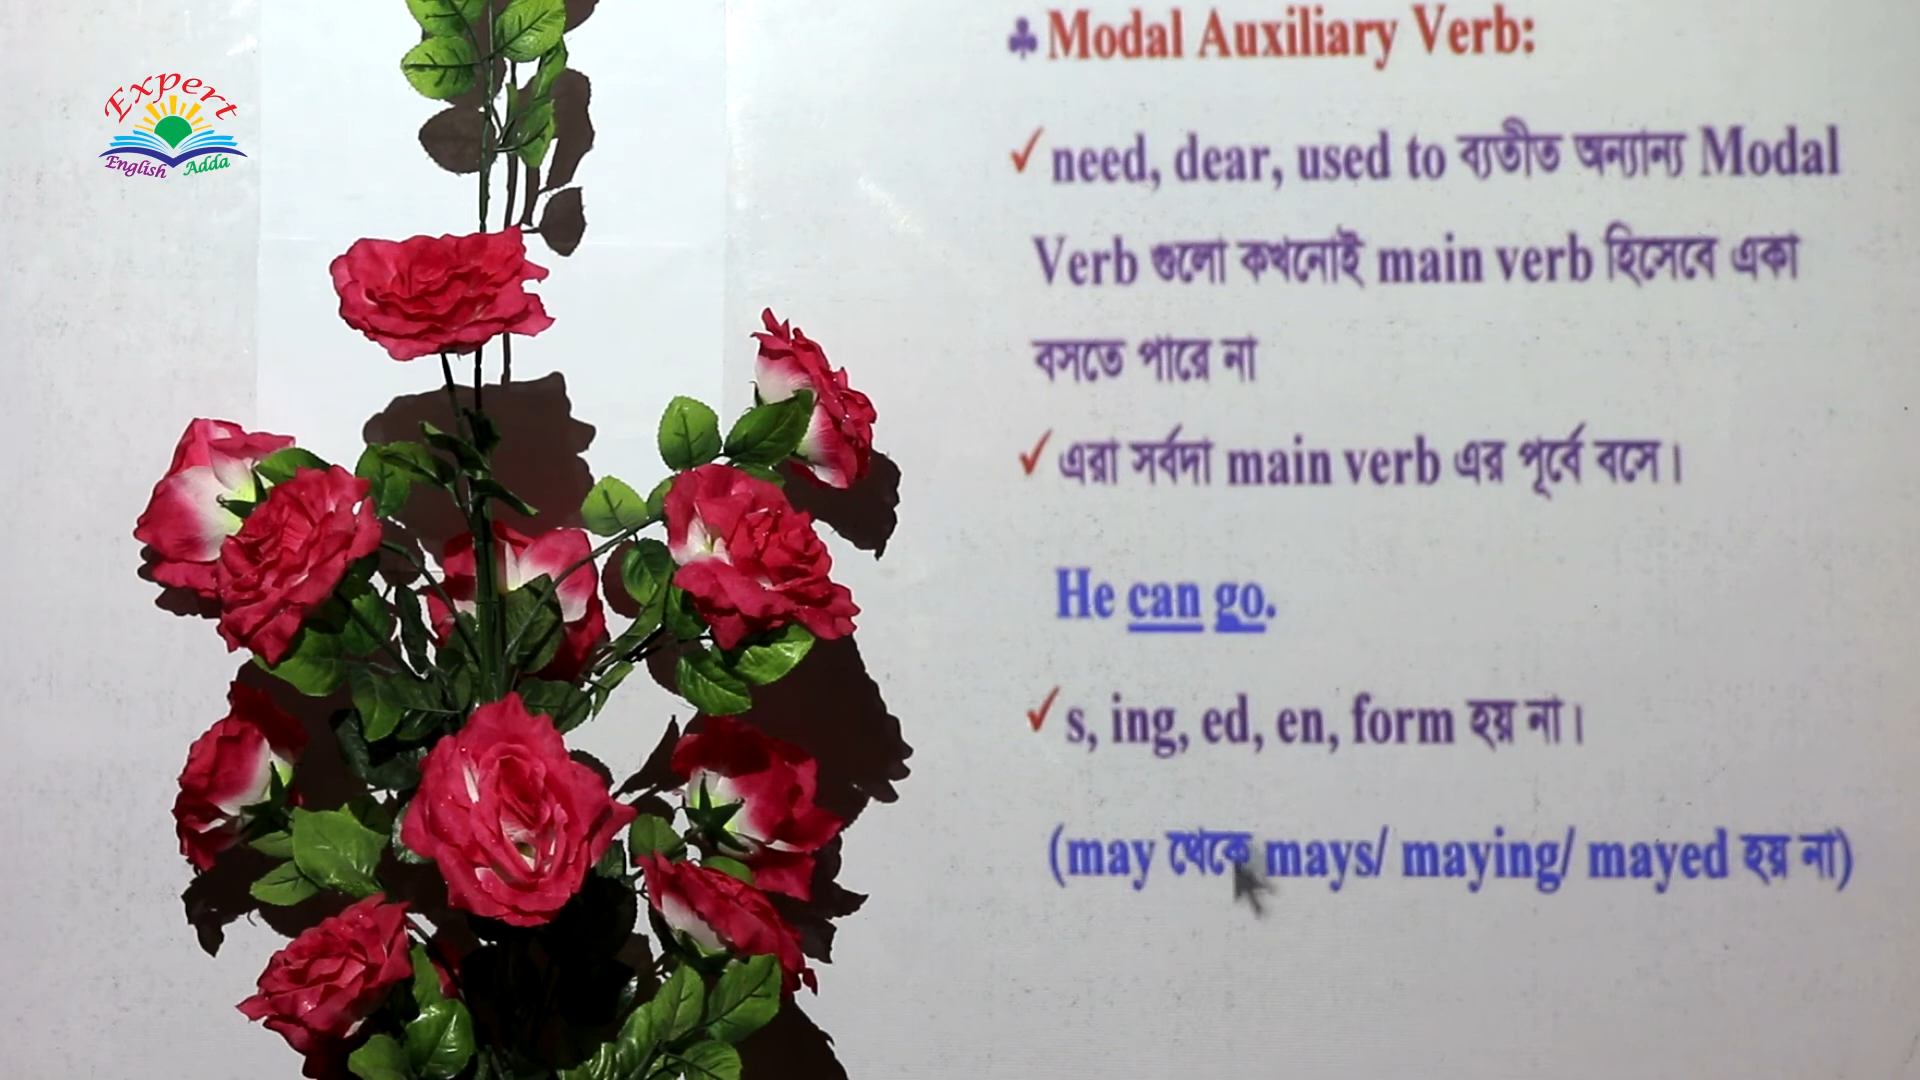 Expert
English Adda
♣ Modal Auxiliary Verb:
✓ need, dear, used to ব্যতীত অন্যান্য Modal
Verb গুলো কখনোই main verb হিসেবে একা
বসতে পারে না
✓ এরা সর্বদা main verb এর পূর্বে বসে।
He can go.
✓ s, ing, ed, en, form হয় না।
(may থেকে mays/ maying/ mayed হয় না)